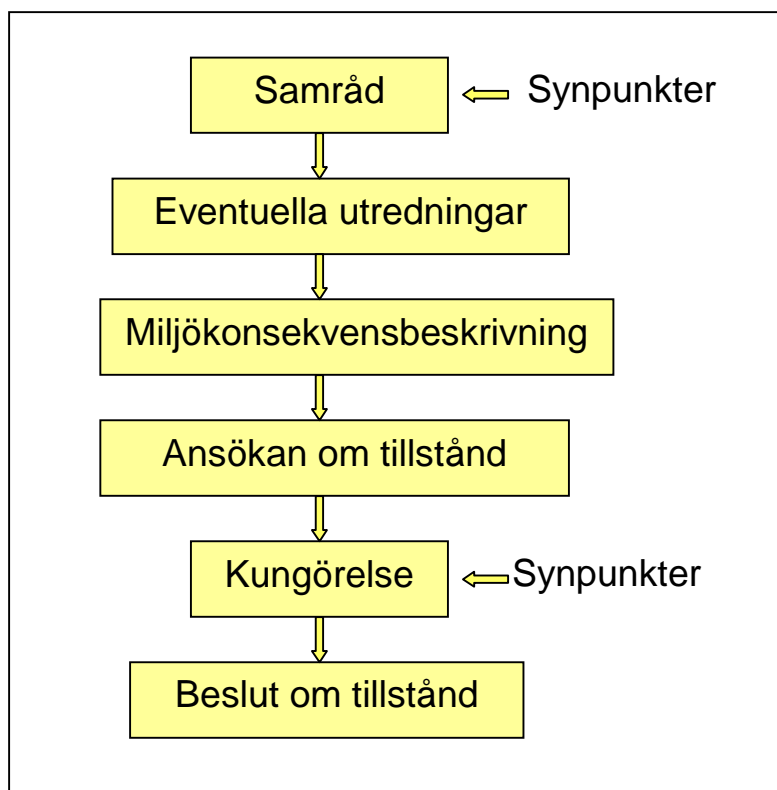 Samråd
Synpunkter
Eventuella utredningar
Miljökonsekvensbeskrivning
Ansökan om tillstånd
Kungörelse
Synpunkter
Beslut om tillstånd